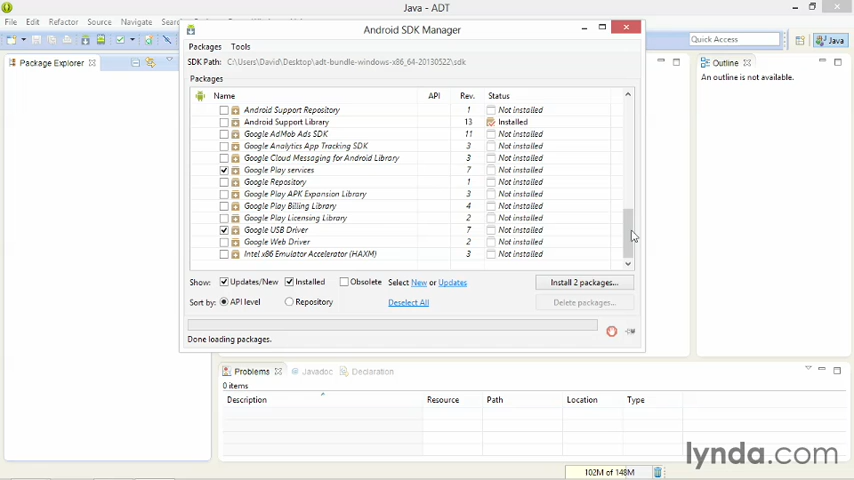 Java - ADT
File Edit Refactor Source Navigate Search
Android SDK Manager
Packages Tools
SDK Path: C:\Users\David\Desktop\adt-bundle-windows-x86_64-20130522\sdk
Packages
Quick Access
Java
Package Explorer
Outline
An outline is not available.
Name API Rev. Status
Android Support Repository 1 Not installed
Android Support Library 13 Installed
Google AdMob Ads SDK 11 Not installed
Google Analytics App Tracking SDK 3 Not installed
Google Cloud Messaging for Android Library 3 Not installed
Google Play services 7 Not installed
Google Repository 1 Not installed
Google Play APK Expansion Library 3 Not installed
Google Play Billing Library 4 Not installed
Google Play Licensing Library 2 Not installed
Google USB Driver 7 Not installed
Google Web Driver 2 Not installed
Intel x86 Emulator Accelerator (HAXM) 3 Not installed
Show: Updates/New Installed Obsolete Select New or Updates Install 2 packages...
Sort by: API level Repository Deselect All Delete packages...
Done loading packages.
Problems Javadoc Declaration
0 items
Description Resource Path Location Type
lynda.com
102M of 148M